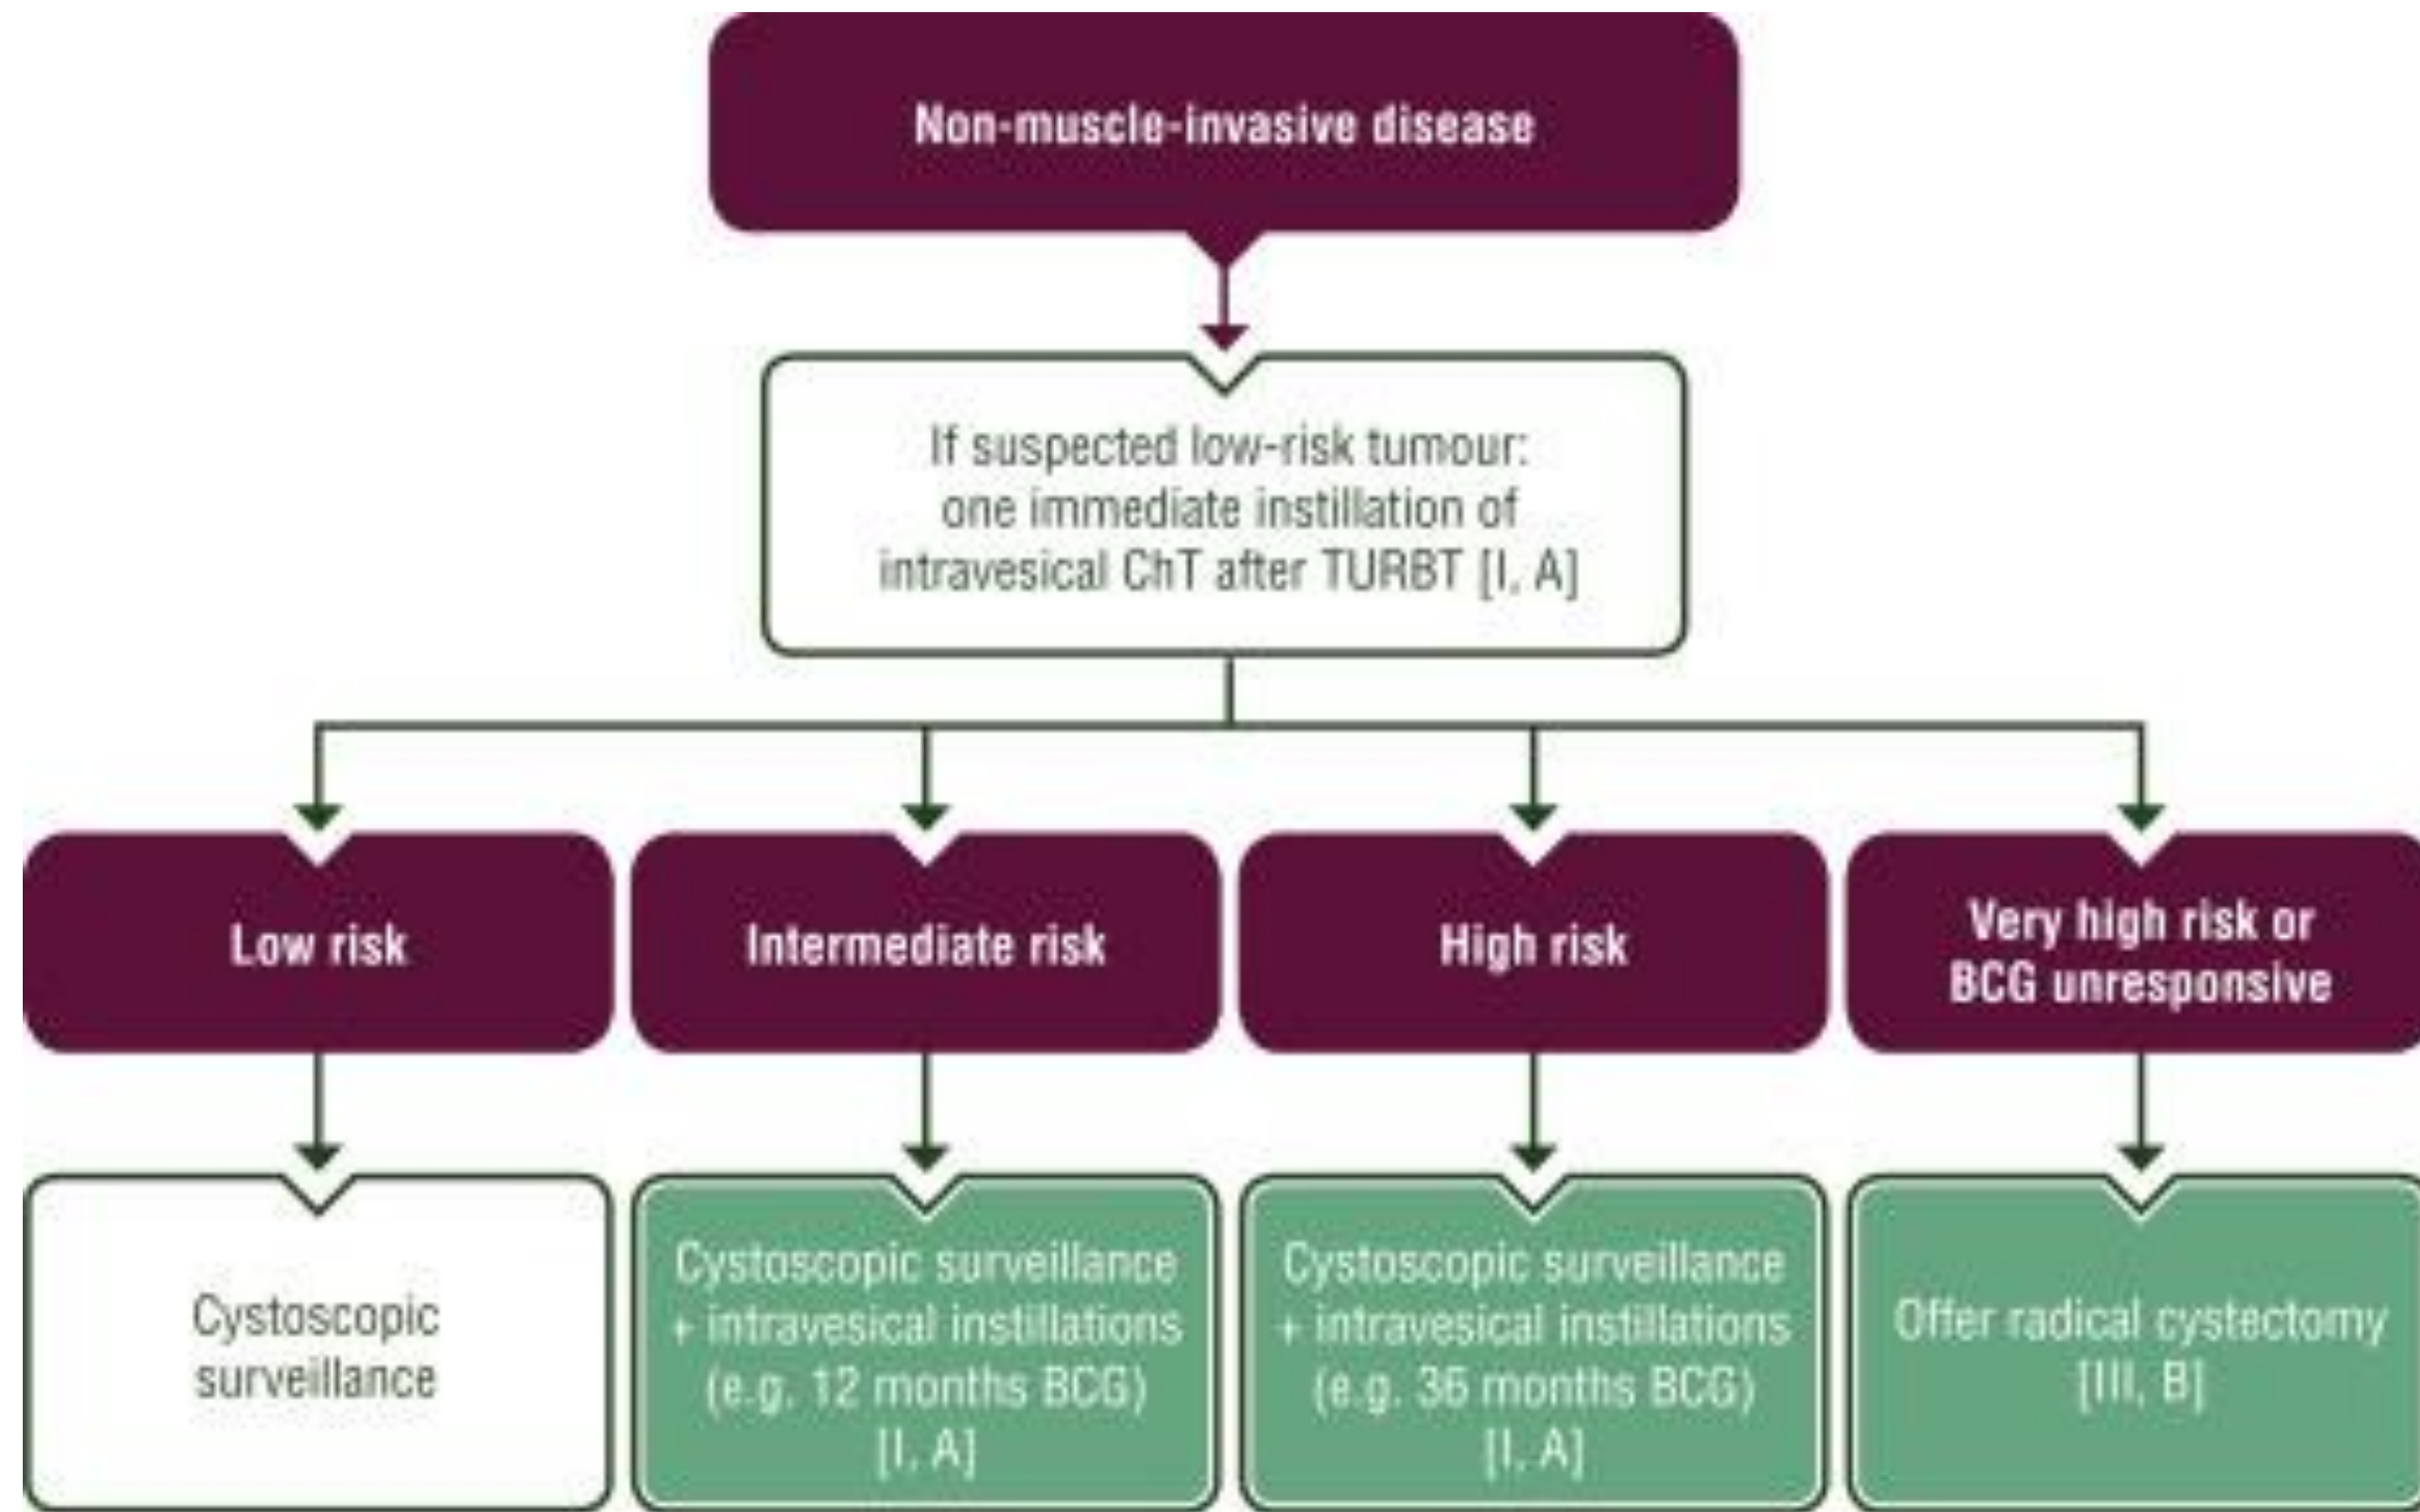 Non-muscle-invasive disease
If suspected low-risk tumour:
one immediate instillation of
intravesical ChT after TURBT [I, A]
Low risk
Intermediate risk
High risk
Very high risk or
BCG unresponsive
Cystoscopic
surveillance
Cystoscopic surveillance
+ intravesical instillations
(e.g. 12 months BCG)
[I, A]
Cystoscopic surveillance
+ intravesical instillations
(e.g. 36 months BCG)
[I, A]
Offer radical cystectomy
[III, B]